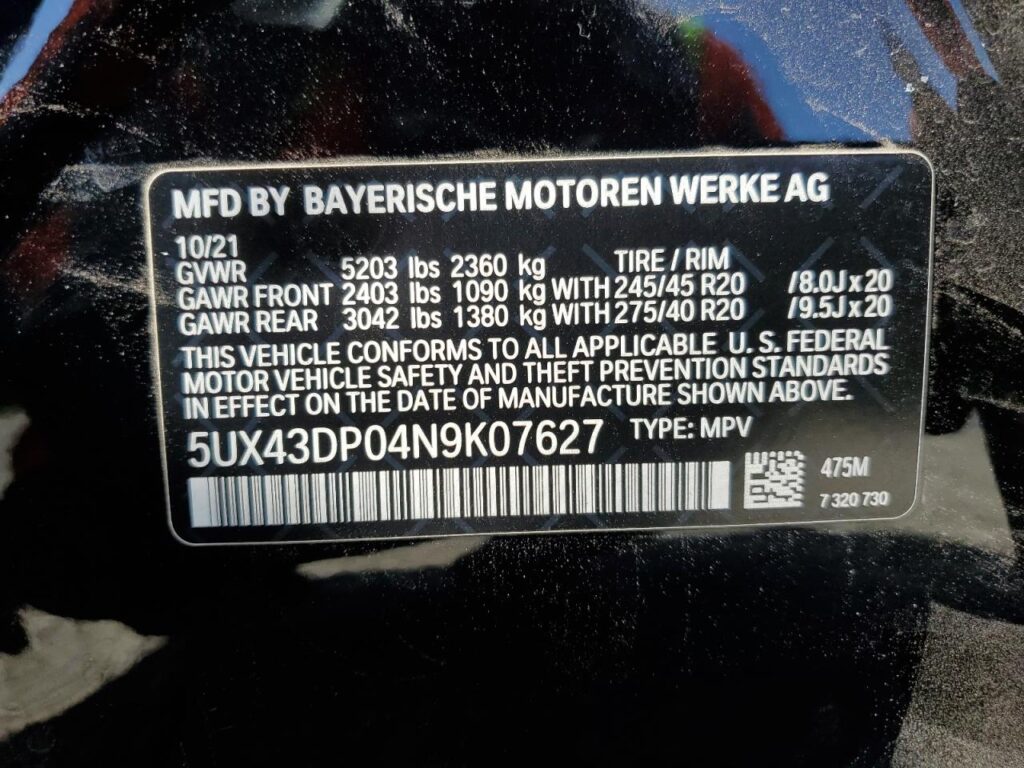 MFD BY BAYERISCHE MOTOREN WERKE AG
10/21 TIRE / RIM
GVWR 5203 lbs 2360 kg
GAWR FRONT 2403 lbs 1090 kg WITH 245/45 R20 /8.0J x 20
GAWR REAR 3042 lbs 1380 kg WITH 275/40 R20 /9.5J x 20
THIS VEHICLE CONFORMS TO ALL APPLICABLE U. S. FEDERAL
MOTOR VEHICLE SAFETY AND THEFT PREVENTION STANDARDS
IN EFFECT ON THE DATE OF MANUFACTURE SHOWN ABOVE.
5UX43DP04N9K07627 TYPE: MPV
475M
7 320 730